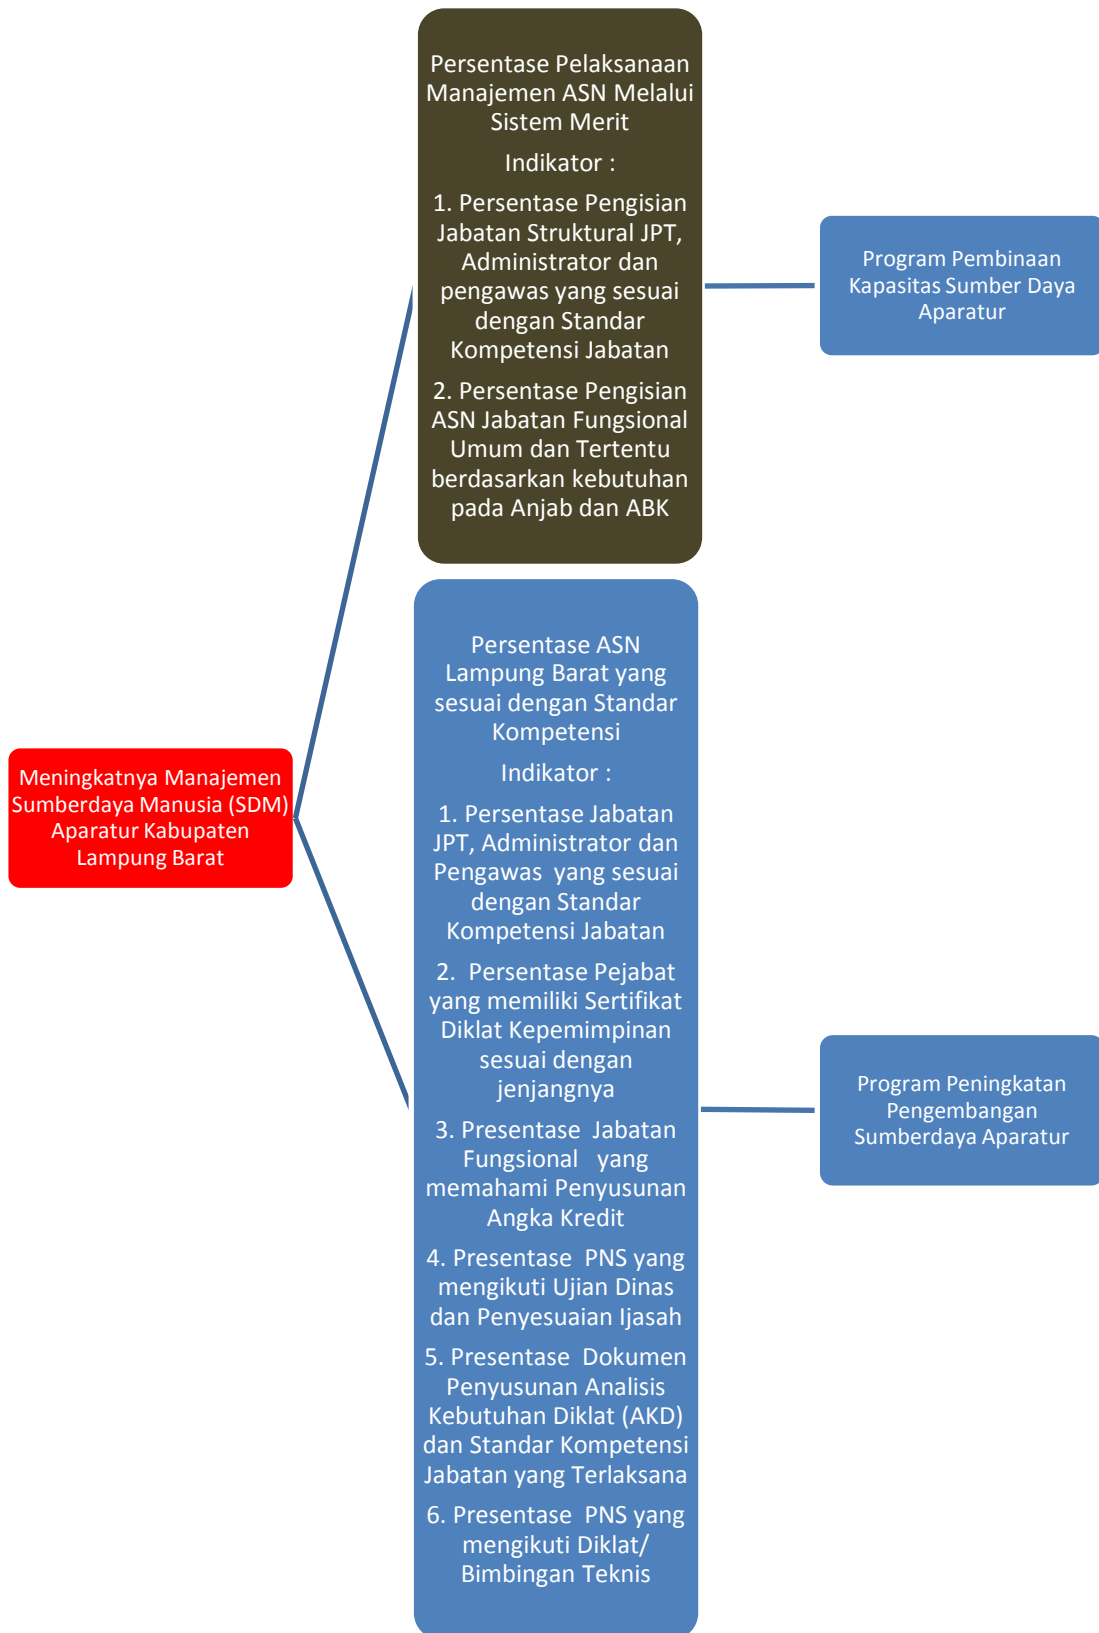 Meningkatnya Manajemen
Sumberdaya Manusia (SDM)
Aparatur Kabupaten
Lampung Barat
Persentase Pelaksanaan
Manajemen ASN Melalui
Sistem Merit
Indikator :
1. Persentase Pengisian
Jabatan Struktural JPT,
Administrator dan
pengawas yang sesuai
dengan Standar
Kompetensi Jabatan
2. Persentase Pengisian
ASN Jabatan Fungsional
Umum dan Tertentu
berdasarkan kebutuhan
pada Anjab dan ABK
Program Pembinaan
Kapasitas Sumber Daya
Aparatur
Persentase ASN
Lampung Barat yang
sesuai dengan Standar
Kompetensi
Indikator :
1. Persentase Jabatan
JPT, Administrator dan
Pengawas yang sesuai
dengan Standar
Kompetensi Jabatan
2. Persentase Pejabat
yang memiliki Sertifikat
Diklat Kepemimpinan
sesuai dengan
jenjangnya
3. Presentase Jabatan
Fungsional yang
memahami Penyusunan
Angka Kredit
4. Presentase PNS yang
mengikuti Ujian Dinas
dan Penyesuaian Ijasah
5. Presentase Dokumen
Penyusunan Analisis
Kebutuhan Diklat (AKD)
dan Standar Kompetensi
Jabatan yang Terlaksana
6. Presentase PNS yang
mengikuti Diklat/
Bimbingan Teknis
Program Peningkatan
Pengembangan
Sumberdaya Aparatur